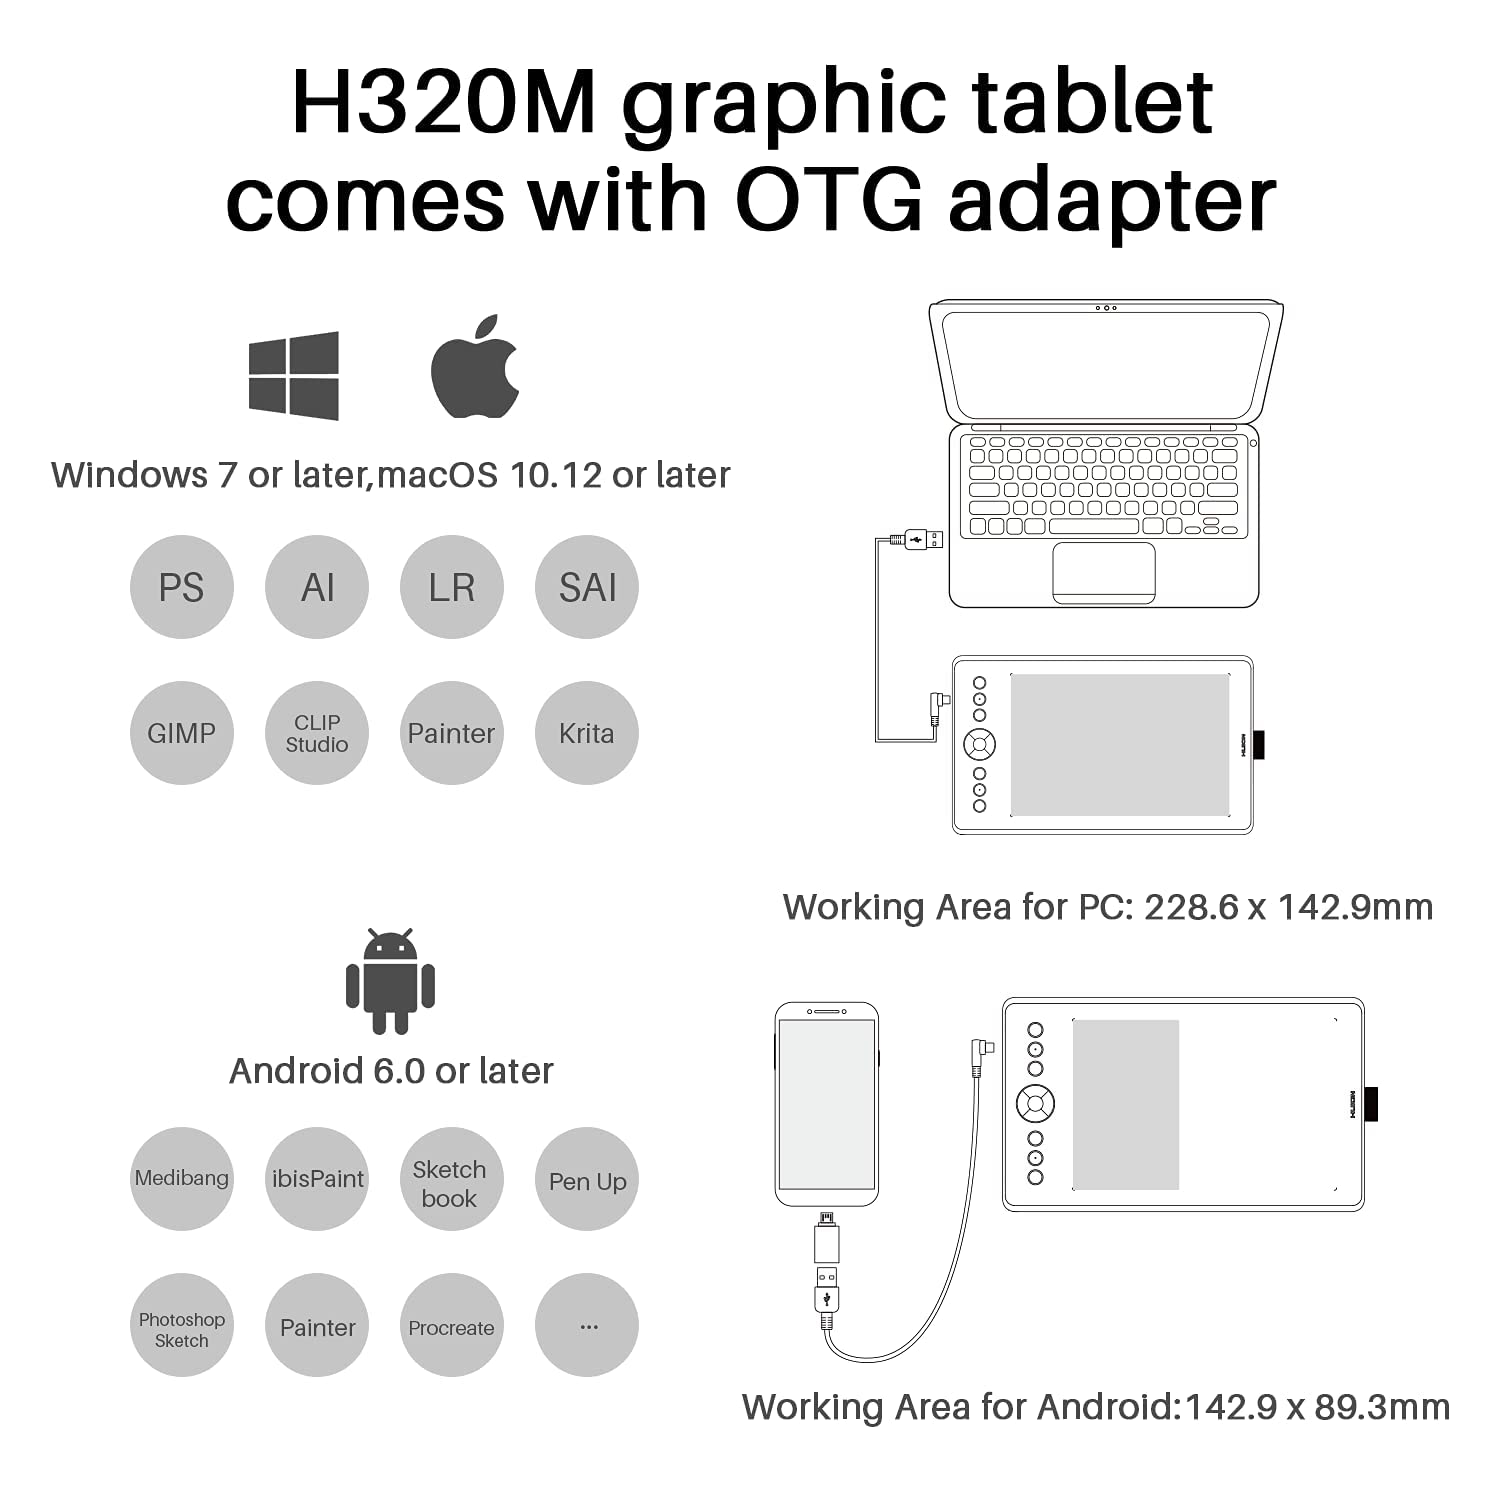 H320M graphic tablet
comes with OTG adapter
Windows 7 or later,macOS 10.12 or later
PS
AI
LR
SAI
GIMP
CLIP
Studio
Painter
Krita
HUION
Working Area for PC: 228.6 x 142.9mm
Android 6.0 or later
Medibang
ibisPaint
Sketch
book
Pen Up
Photoshop
Sketch
Painter
Procreate
...
HUION
Working Area for Android:142.9 x 89.3mm